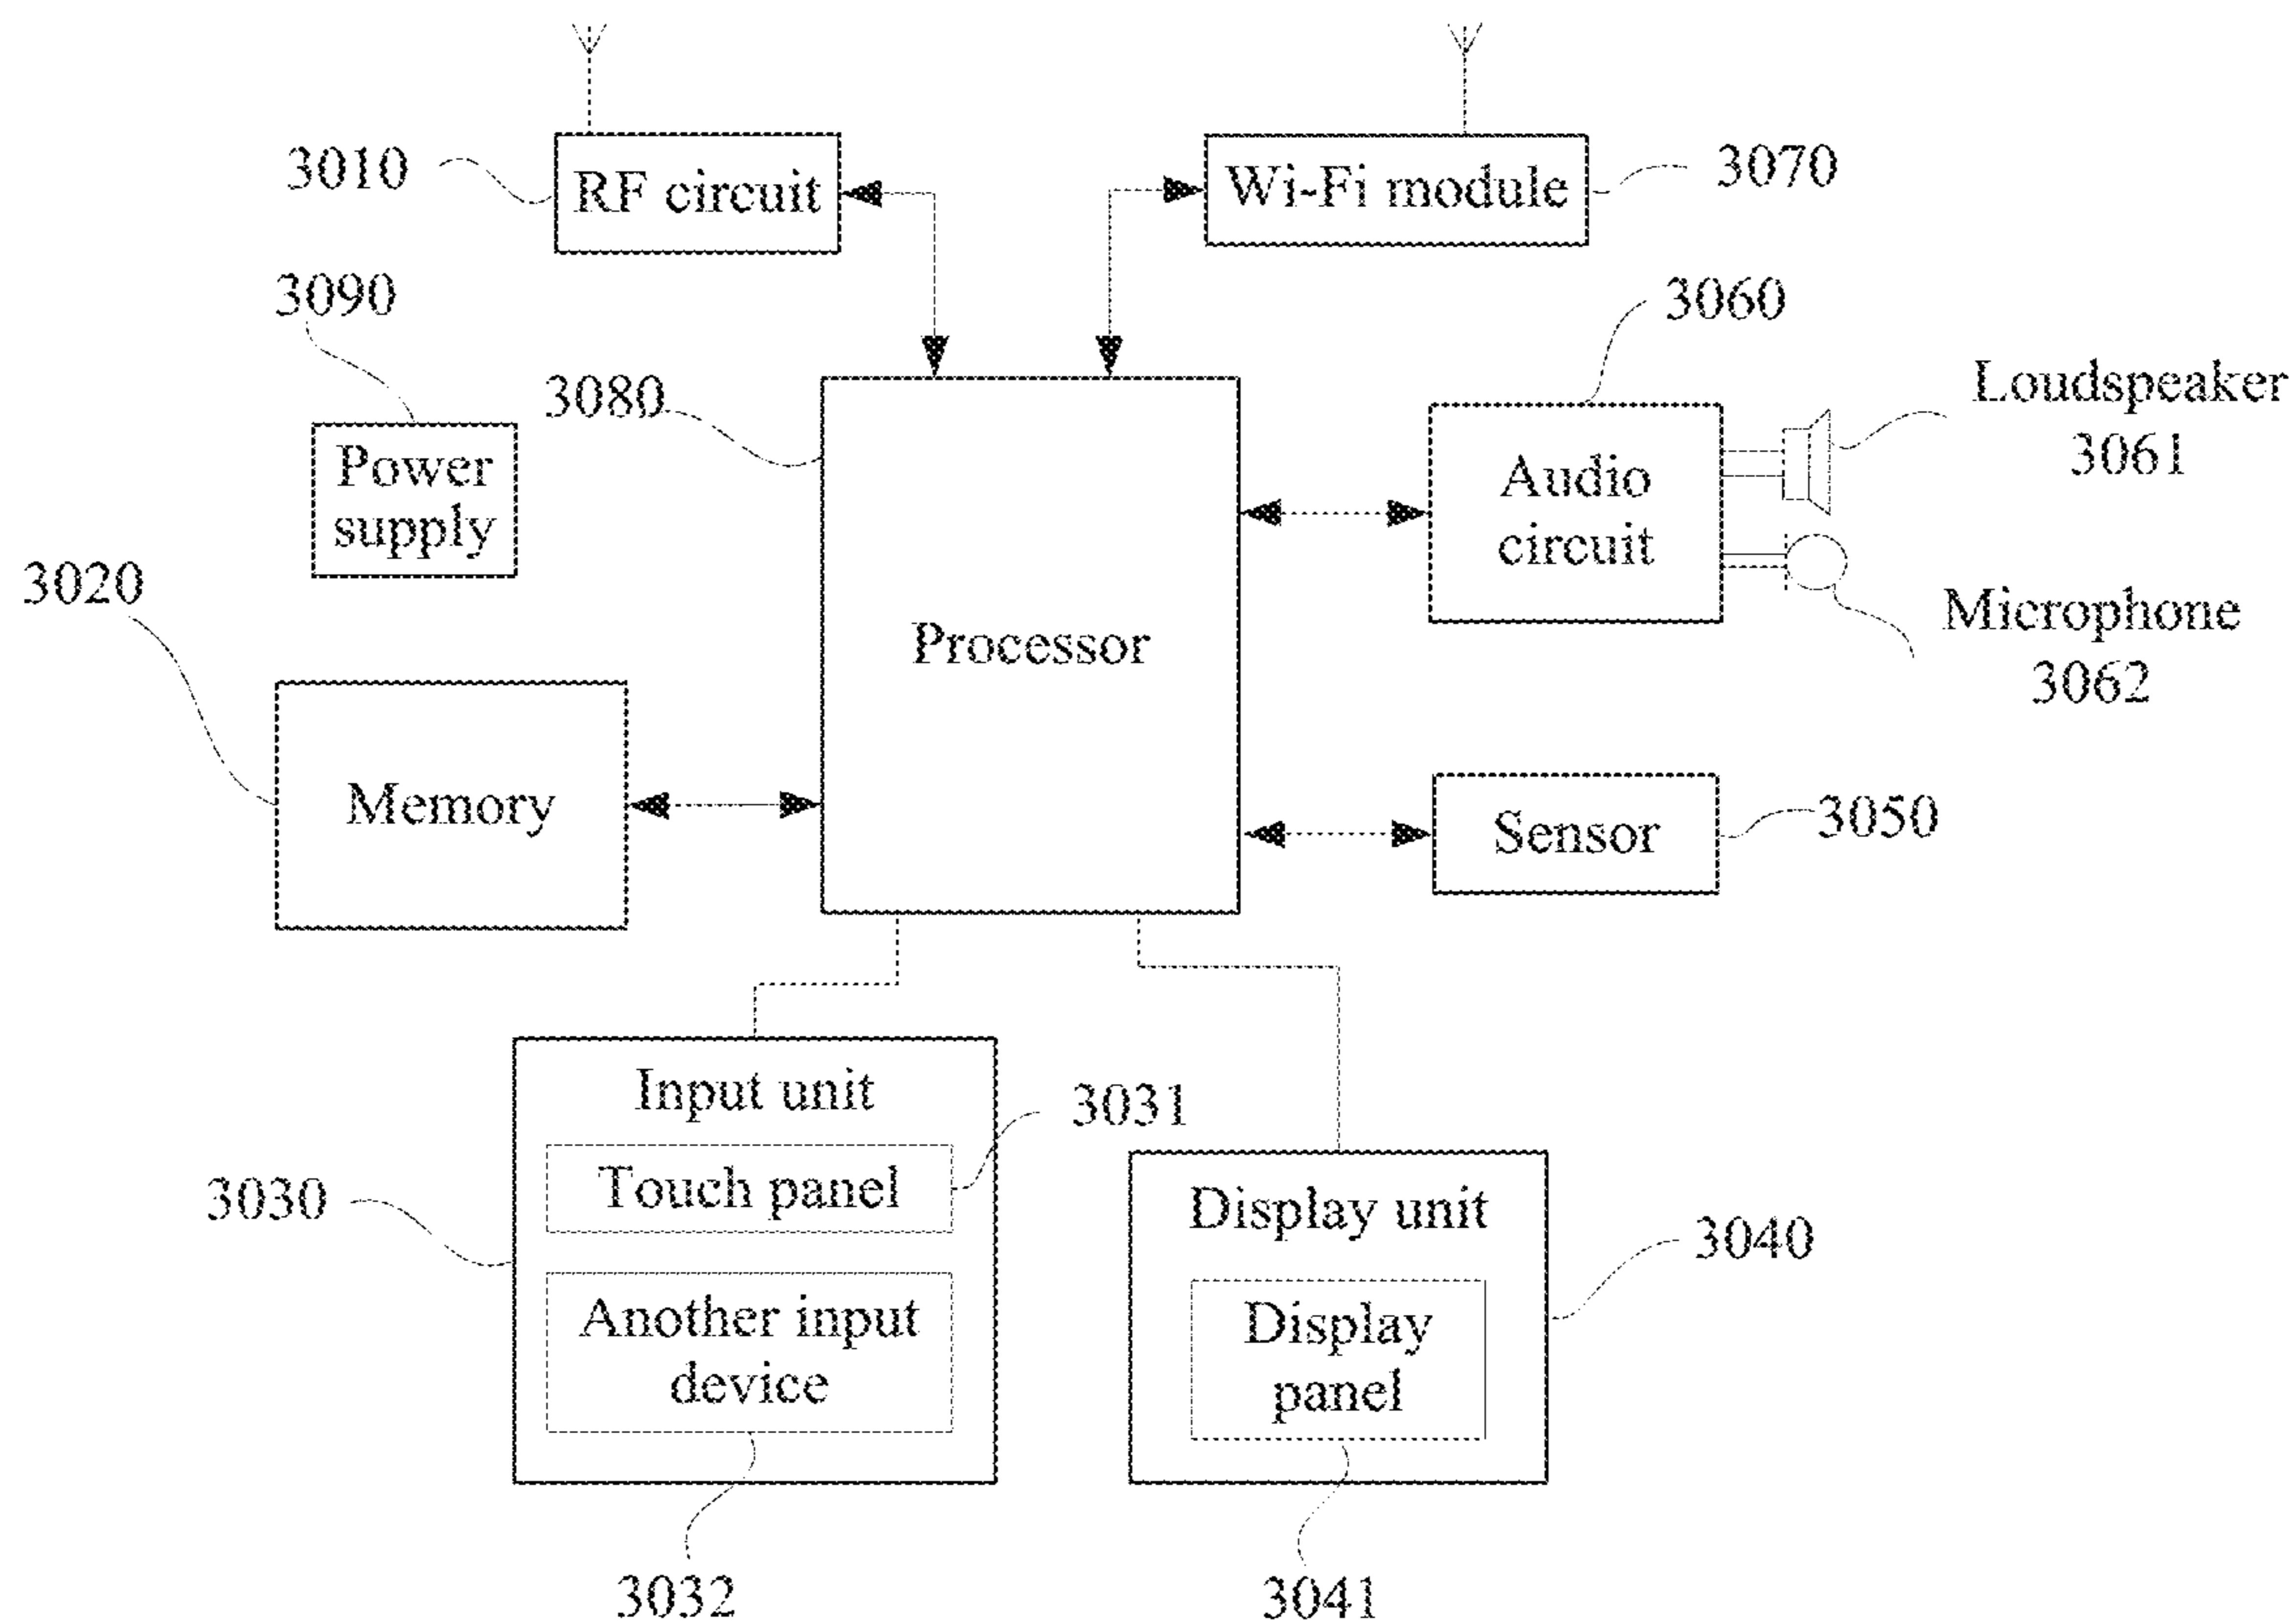 3010
RF circuit
Wi-Fi module
3070
3090
3060
3080
Loudspeaker
3061
Power
supply
Audio
circuit
3020
Processor
Microphone
3062
Memory
Sensor
3050
Input unit
3031
Touch panel
3030
Display unit
3040
Another input
device
Display
panel
3032
3041